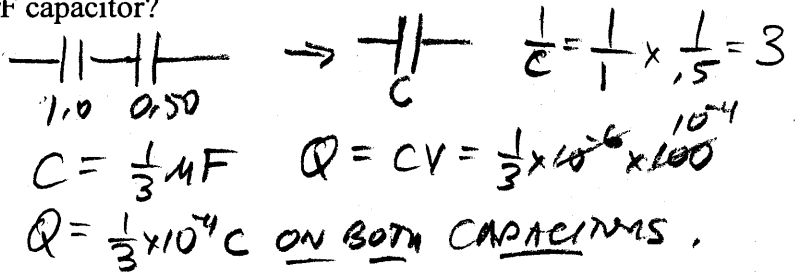 F capacitor?
→ 1/C = 1/1 × 1/.5 = 3
1.0 0.50 C
C = 1/3 μF Q = CV = 1/3 × 10⁻⁶ × 100 10⁻⁴
Q = 1/3 × 10⁻⁴ C ON BOTH CAPACITORS.